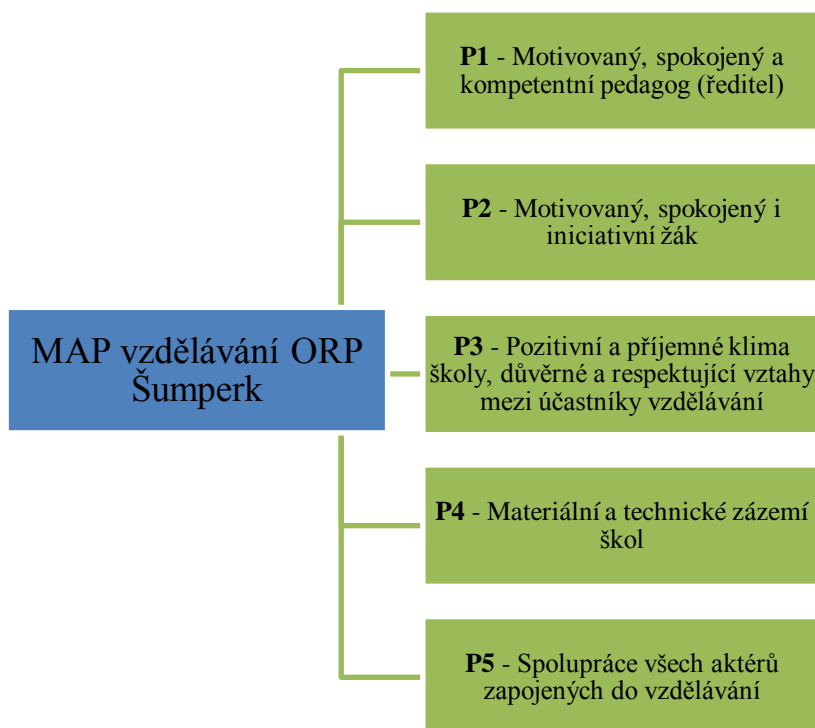 P1 - Motivovaný, spokojený a
kompetentní pedagog (ředitel)
P2 - Motivovaný, spokojený i
iniciativní žák
MAP vzdělávání ORP
Šumperk
P3 - Pozitivní a příjemné klima
školy, důvěrné a respektující vztahy
mezi účastníky vzdělávání
P4 - Materiální a technické zázemí
škol
P5 - Spolupráce všech aktérů
zapojených do vzdělávání